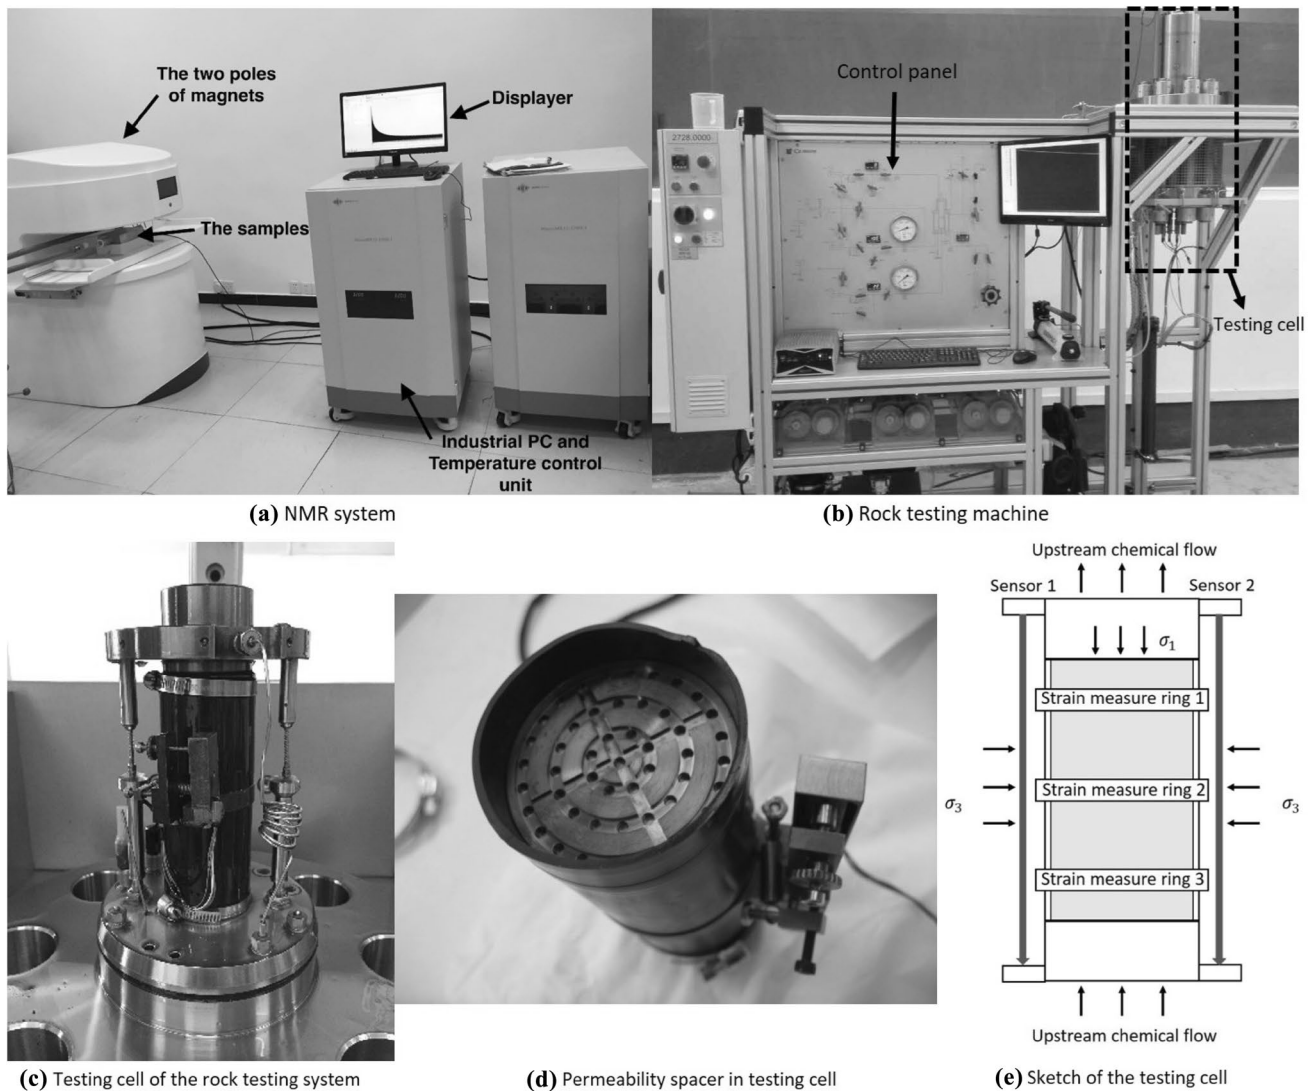 The two poles
of magnets
Displayer
The samples
Industrial PC and
Temperature control
unit
(a) NMR system
2728.0000
Control panel
Testing cell
(b) Rock testing machine
(c) Testing cell of the rock testing system
(d) Permeability spacer in testing cell
Upstream chemical flow
Sensor 1
Sensor 2
σ1
Strain measure ring 1
Strain measure ring 2
σ3
σ3
Strain measure ring 3
Upstream chemical flow
(e) Sketch of the testing cell